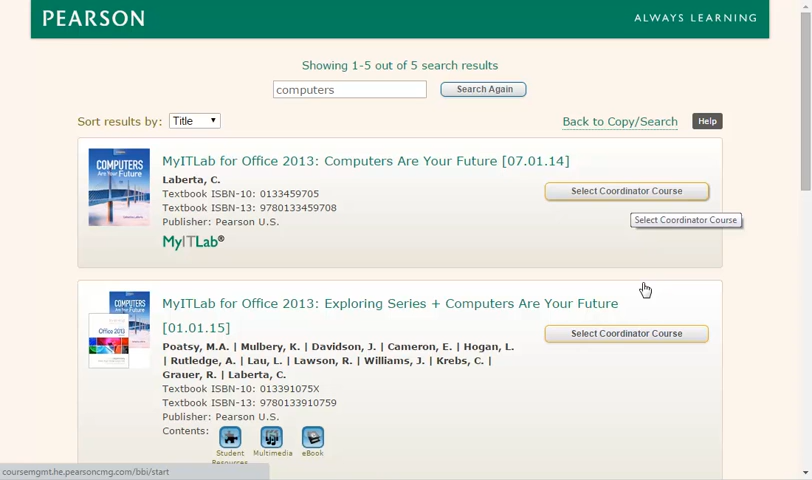 PEARSON
ALWAYS LEARNING
Showing 1-5 out of 5 search results
computers
Search Again
Sort results by:
Title
Back to Copy/Search
Help
COMPUTERS
Are Your Future
MyITLab for Office 2013: Computers Are Your Future [07.01.14]
Laberta, C.
Textbook ISBN-10: 0133459705
Textbook ISBN-13: 9780133459708
Publisher: Pearson U.S.
MyITLab®
Select Coordinator Course
Select Coordinator Course
COMPUTERS
Are Your Future
Office 2013
MyITLab for Office 2013: Exploring Series + Computers Are Your Future
[01.01.15]
Select Coordinator Course
Poatsy, M.A. | Mulbery, K. | Davidson, J. | Cameron, E. | Hogan, L.
| Rutledge, A. | Lau, L. | Lawson, R. | Williams, J. | Krebs, C. |
Grauer, R. | Laberta, C.
Textbook ISBN-10: 013391075X
Textbook ISBN-13: 9780133910759
Publisher: Pearson U.S.
Contents:
Student
Resources
Multimedia
eBook
coursemgmt.he.pearsoncmg.com/bbi/start